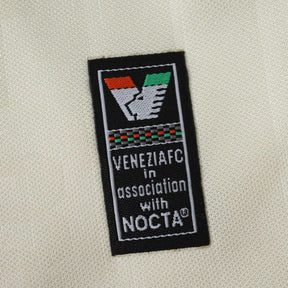 VENEZIAFC
in
association
with
NOCTA®